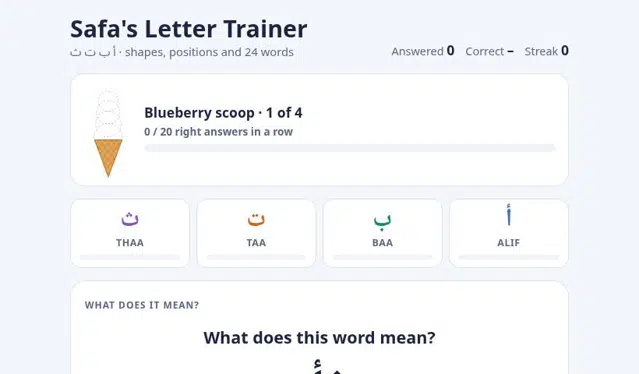 Safa's Letter Trainer
أ ب ت ث · shapes, positions and 24 words
Answered 0 Correct – Streak 0
Blueberry scoop · 1 of 4
0 / 20 right answers in a row
ث ت ب أ
THAA TAA BAA ALIF
WHAT DOES IT MEAN?
What does this word mean?